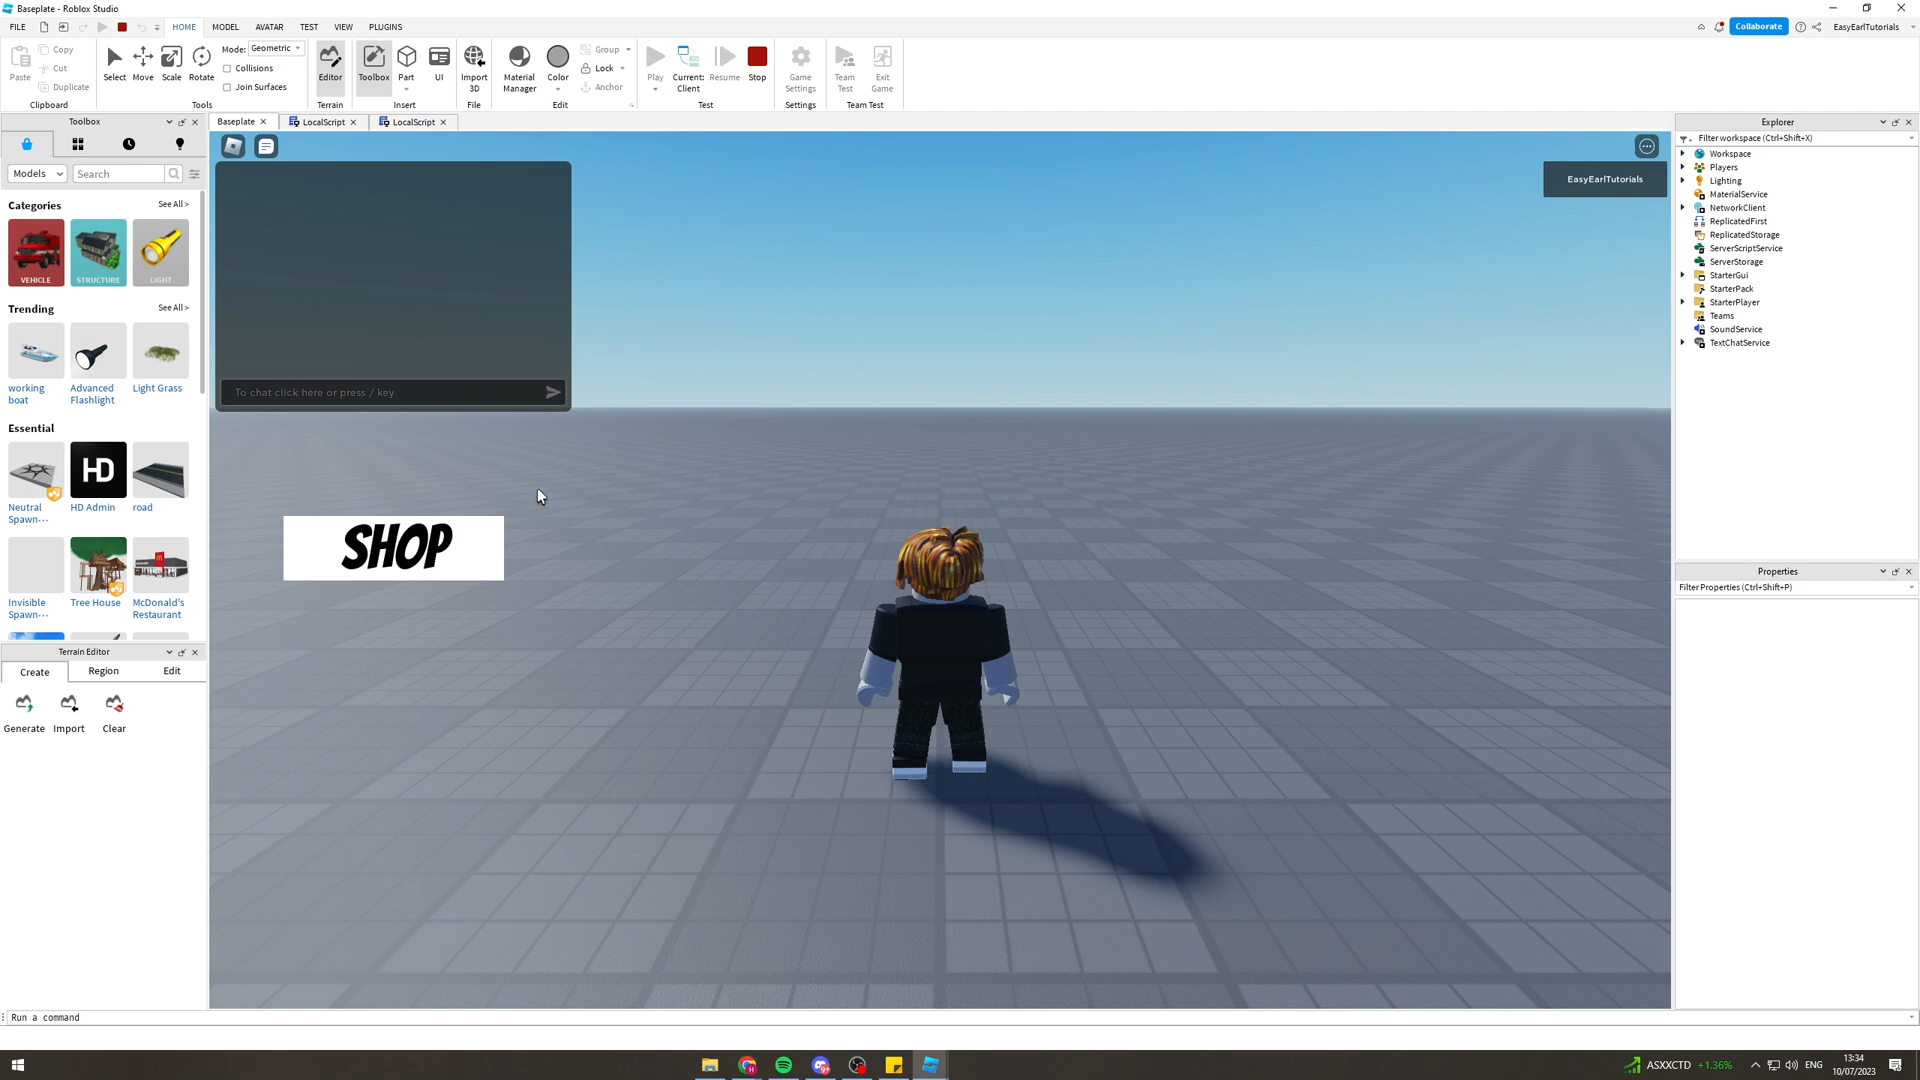 Baseplate - Roblox Studio
FILE HOME MODEL AVATAR TEST VIEW PLUGINS Collaborate EasyEarlTutorials
Paste Copy Cut Duplicate Clipboard
Select Move Scale Rotate Mode: Geometric Collisions Join Surfaces Tools
Editor Terrain
Toolbox Part UI Insert
Import 3D File
Material Manager Color Group Lock Anchor Edit
Play Current: Client Resume Stop Test
Game Settings Settings
Team Test Exit Game Team Test
Toolbox
Models Search
Categories See All >
VEHICLE STRUCTURE LIGHT
Trending See All >
working boat
Advanced Flashlight
Light Grass
Essential
HD
Neutral Spawn...
HD Admin
road
Invisible Spawn...
Tree House
McDonald's Restaurant
Terrain Editor
Create Region Edit
Generate Import Clear
Baseplate LocalScript LocalScript
To chat click here or press / key
EasyEarlTutorials
SHOP
Explorer
Filter workspace (Ctrl+Shift+X)
Workspace
Players
Lighting
MaterialService
NetworkClient
ReplicatedFirst
ReplicatedStorage
ServerScriptService
ServerStorage
StarterGui
StarterPack
StarterPlayer
Teams
SoundService
TextChatService
Properties
Filter Properties (Ctrl+Shift+P)
Run a command
ASXXCTD +1.36% ENG 13:34
10/07/2023